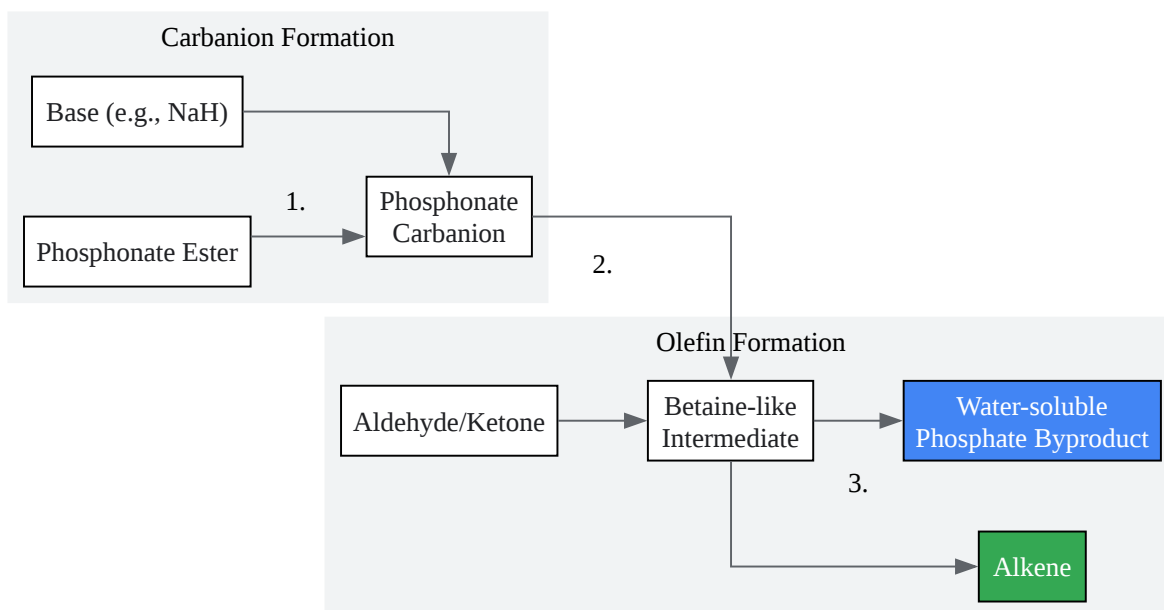 Carbanion Formation
Base (e.g., NaH)
1.
Phosphonate
Carbanion
Phosphonate Ester
2.
Olefin Formation
Aldehyde/Ketone
Betaine-like
Intermediate
Water-soluble
Phosphate Byproduct
3.
Alkene